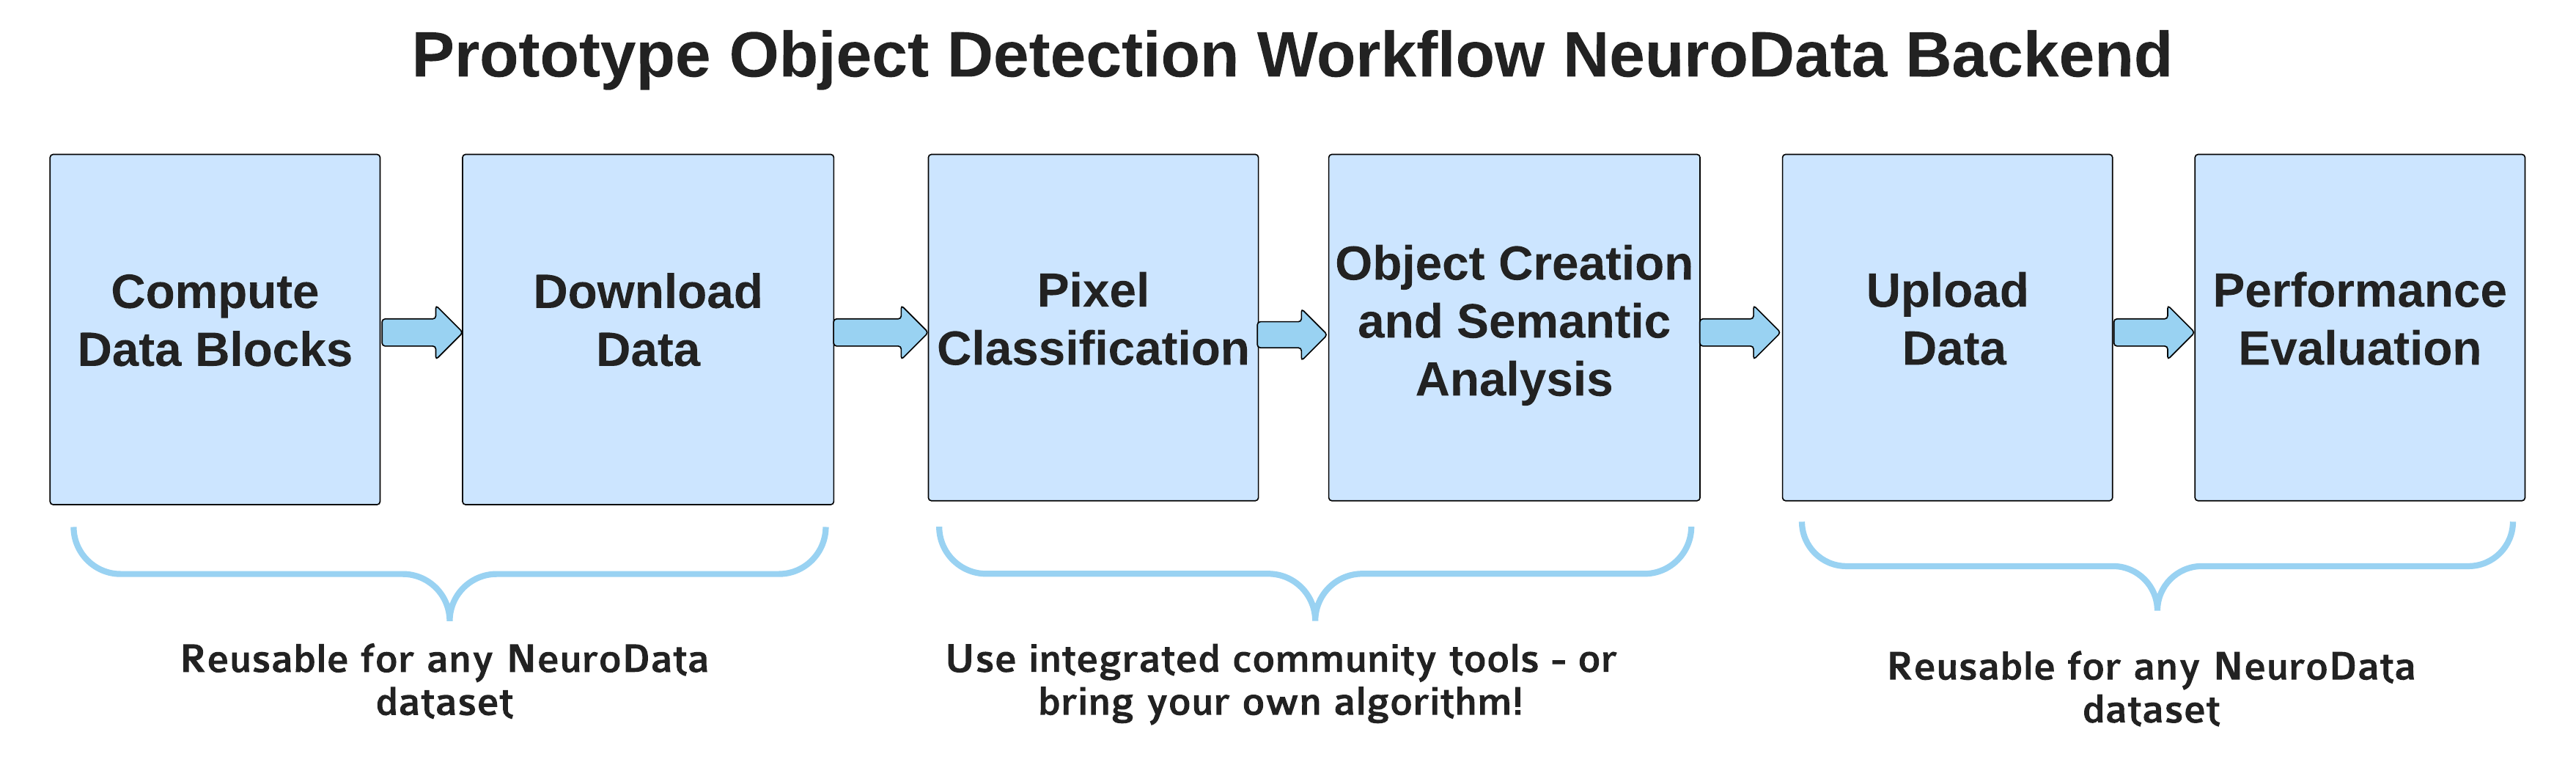 Prototype Object Detection Workflow NeuroData Backend
Compute
Data Blocks
Download
Data
Pixel
Classification
Object Creation
and Semantic
Analysis
Upload
Data
Performance
Evaluation
Reusable for any NeuroData
dataset
Use integrated community tools - or
bring your own algorithm!
Reusable for any NeuroData
dataset